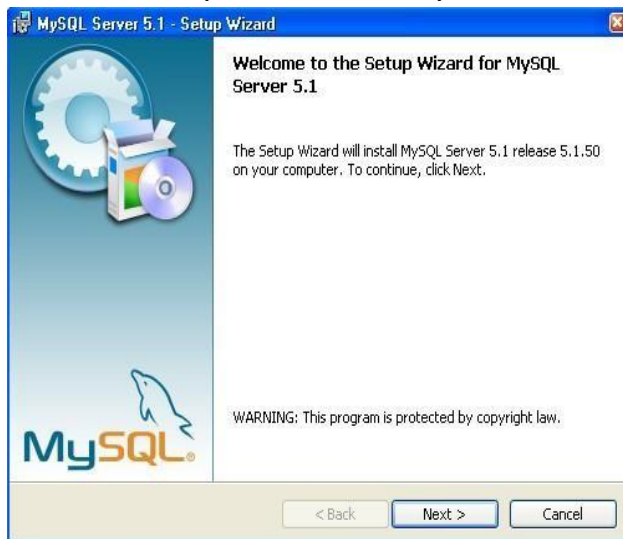 MySQL Server 5.1 - Setup Wizard
Welcome to the Setup Wizard for MySQL
Server 5.1
The Setup Wizard will install MySQL Server 5.1 release 5.1.50
on your computer. To continue, click Next.
WARNING: This program is protected by copyright law.
MySQL®
< Back
Next >
Cancel